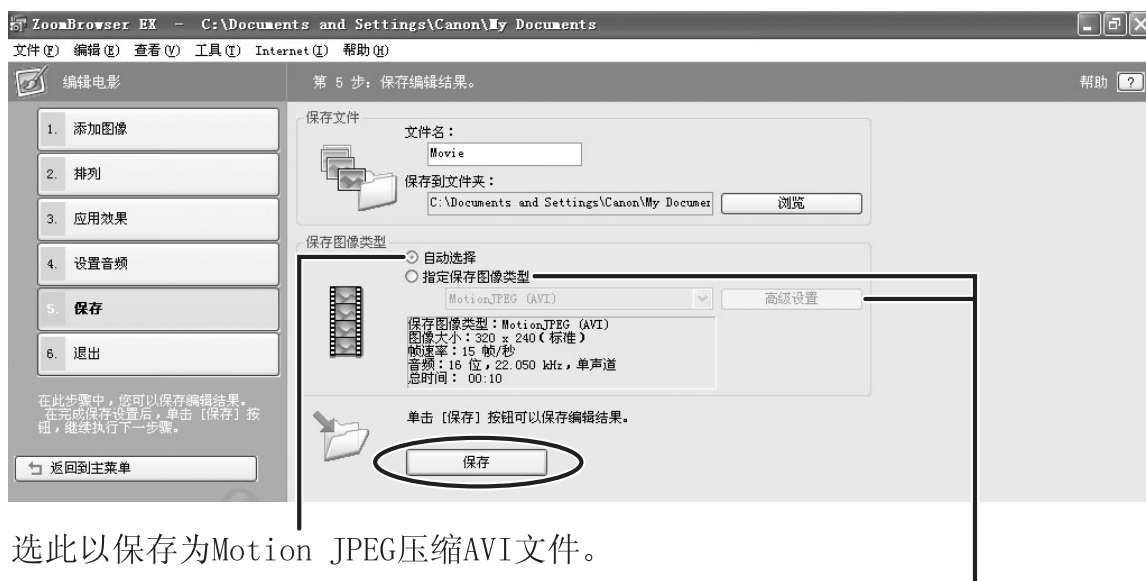 ZoomBrowser EX - C:\Documents and Settings\Canon\My Documents
文件(F) 编辑(E) 查看(V) 工具(T) Internet(I) 帮助(H)
编辑电影
第 5 步：保存编辑结果。
帮助 ?
1. 添加图像
2. 排列
3. 应用效果
4. 设置音频
5. 保存
6. 退出
在此步骤中，您可以保存编辑结果。
在完成保存设置后，单击 [保存] 按
钮，继续执行下一步骤。
返回到主菜单
保存文件
文件名：
Movie
保存到文件夹：
C:\Documents and Settings\Canon\My Documen
浏览
保存图像类型
自动选择
指定保存图像类型
MotionJPEG (AVI)
高级设置
保存图像类型：MotionJPEG (AVI)
图像大小：320 x 240(标准)
帧速率：15 帧/秒
音频：16 位，22.050 kHz，单声道
总时间： 00:10
单击 [保存] 按钮可以保存编辑结果。
保存
选此以保存为Motion JPEG压缩AVI文件。